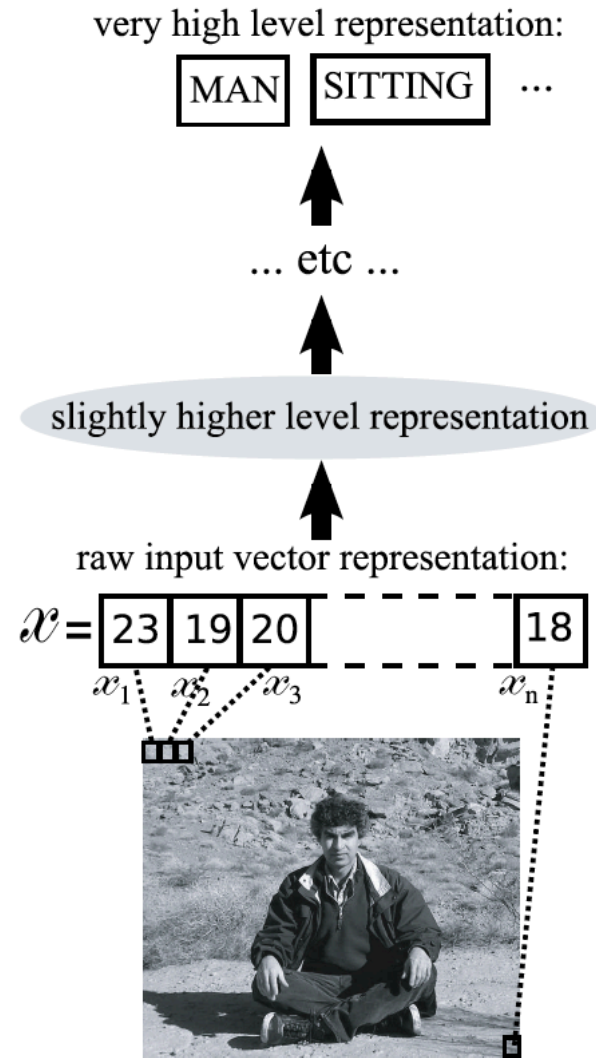 very high level representation:
MAN SITTING ...
... etc ...
slightly higher level representation
raw input vector representation:
x = 23 19 20 18
x1 x2 x3 xn